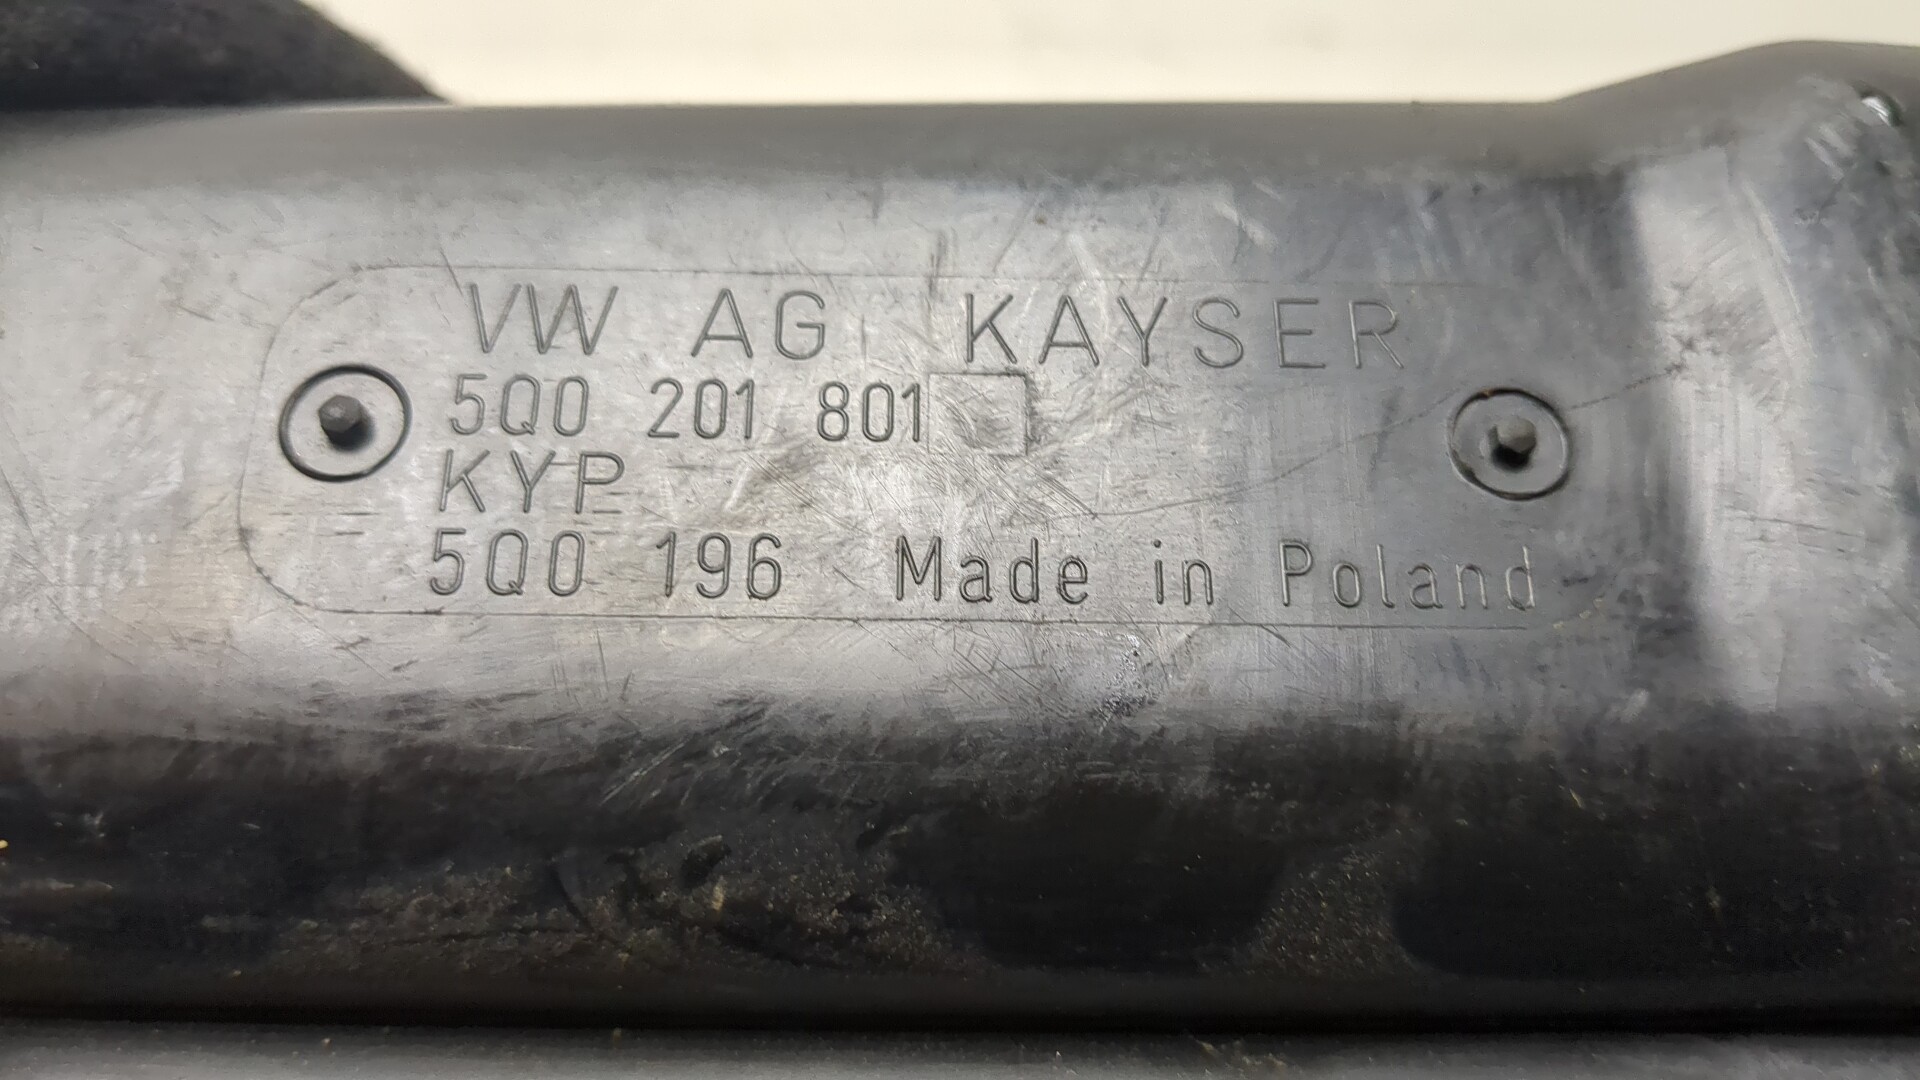 VW AG KAYSER
5Q0 201 801
KYP
5Q0 196 Made in Poland